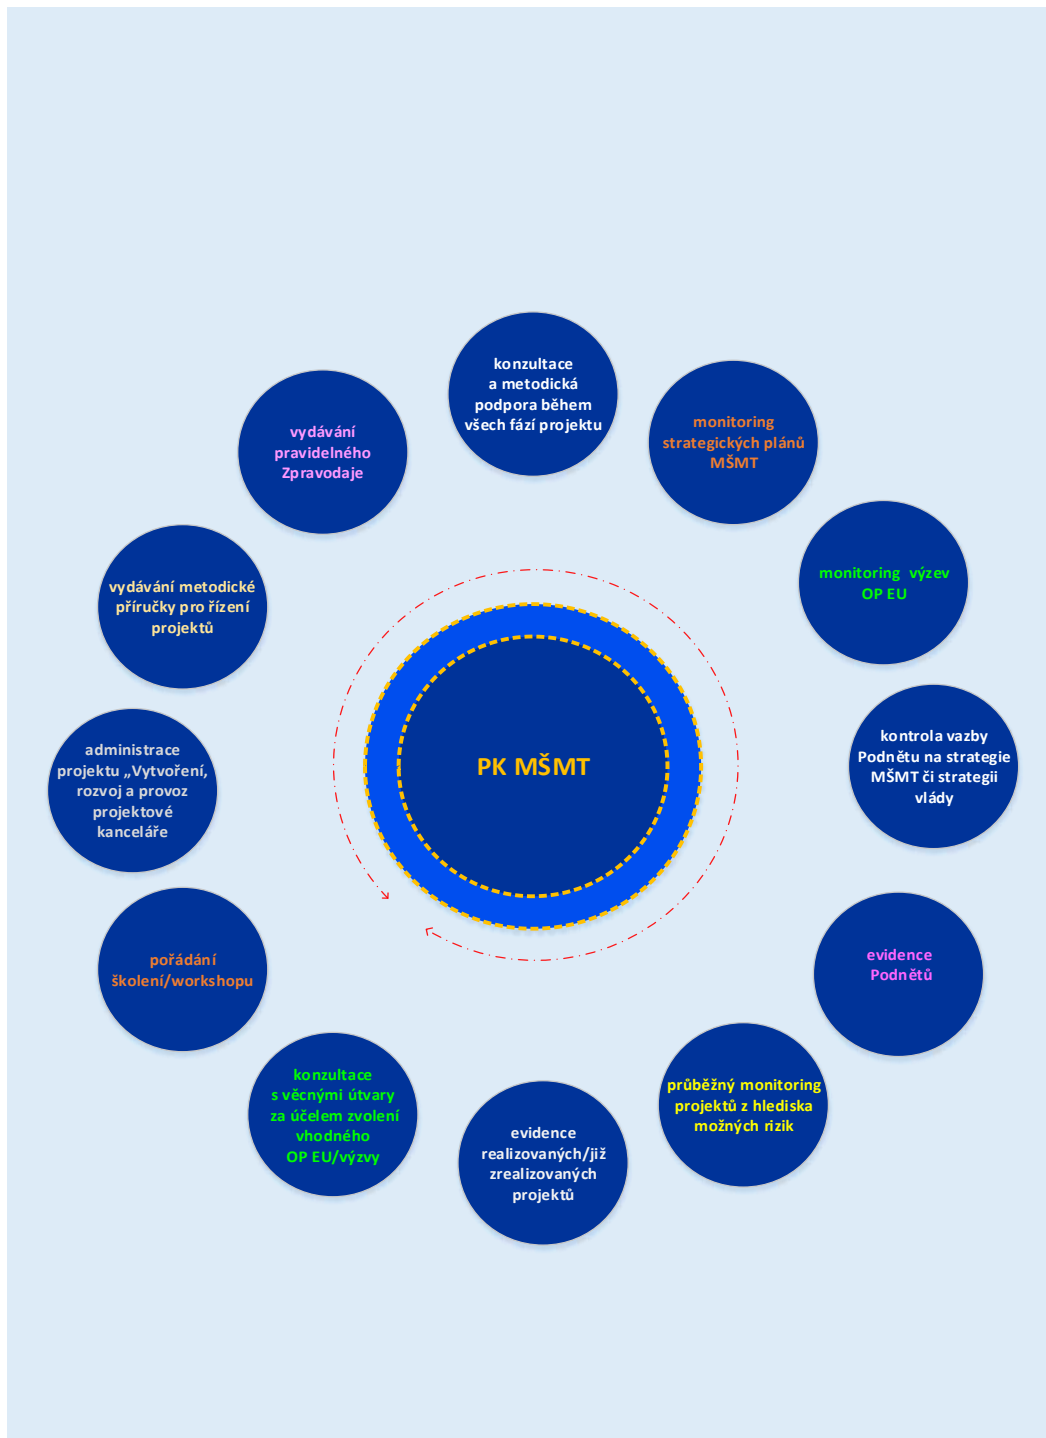 konzultace
a metodická
podpora během
všech fází projektu
monitoring
strategických plánů
MŠMT
monitoring výzev
OP EU
kontrola vazby
Podnětu na strategie
MŠMT či strategii
vlády
evidence
Podnětů
průběžný monitoring
projektů z hlediska
možných rizik
evidence
realizovaných/již
zrealizovaných
projektů
konzultace
s věcnými útvary
za účelem zvolení
vhodného
OP EU/výzvy
pořádání
školení/workshopu
administrace
projektu „Vytvoření,
rozvoj a provoz
projektové
kanceláře
vydávání metodické
příručky pro řízení
projektů
vydávání
pravidelného
Zpravodaje
PK MŠMT